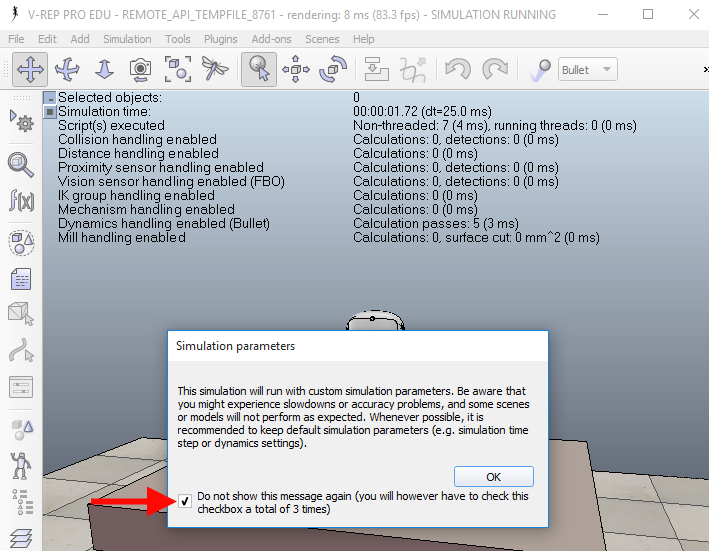 V-REP PRO EDU - REMOTE_API_TEMPFILE_8761 - rendering: 8 ms (83.3 fps) - SIMULATION RUNNING
File Edit Add Simulation Tools Plugins Add-ons Scenes Help
Bullet
»
Selected objects: 0
Simulation time: 00:00:01.72 (dt=25.0 ms)
Script(s) executed Non-threaded: 7 (4 ms), running threads: 0 (0 ms)
Collision handling enabled Calculations: 0, detections: 0 (0 ms)
Distance handling enabled Calculations: 0 (0 ms)
Proximity sensor handling enabled Calculations: 0, detections: 0 (0 ms)
Vision sensor handling enabled (FBO) Calculations: 0, detections: 0 (0 ms)
IK group handling enabled Calculations: 0 (0 ms)
Mechanism handling enabled Calculations: 0 (0 ms)
Dynamics handling enabled (Bullet) Calculation passes: 5 (3 ms)
Mill handling enabled Calculations: 0, surface cut: 0 mm^2 (0 ms)
f(x)
Simulation parameters
This simulation will run with custom simulation parameters. Be aware that
you might experience slowdowns or accuracy problems, and some scenes
or models will not perform as expected. Whenever possible, it is
recommended to keep default simulation parameters (e.g. simulation time
step or dynamics settings).
OK
Do not show this message again (you will however have to check this
checkbox a total of 3 times)